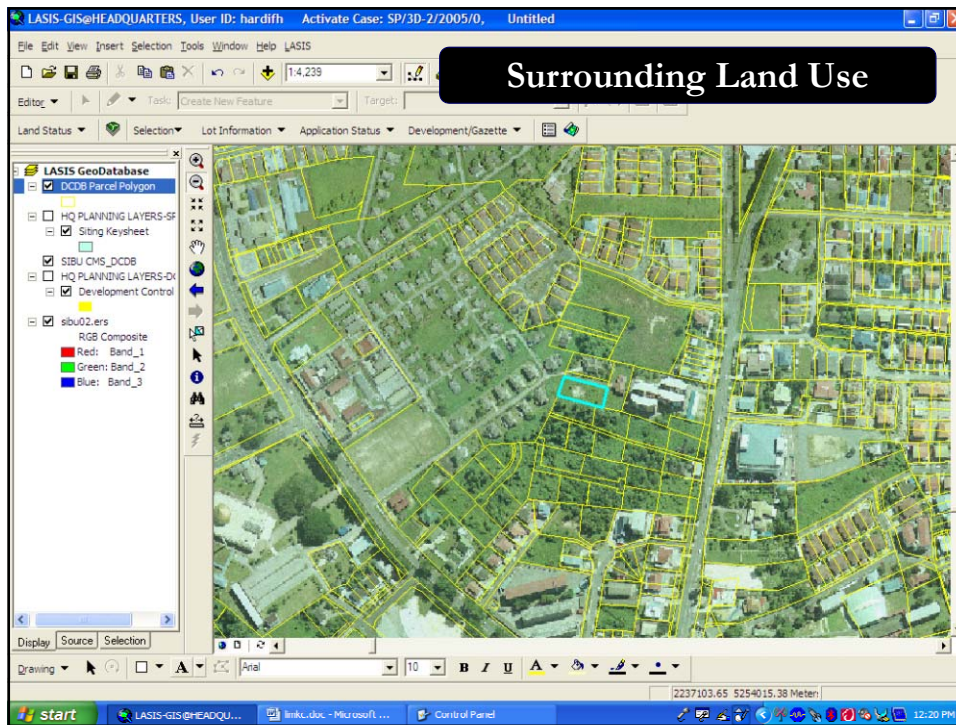 LASIS-GIS@HEADQUARTERS, User ID: hardifh Activate Case: SP/3D-2/2005/0, Untitled
File Edit View Insert Selection Tools Window Help LASIS
Surrounding Land Use
1:4,239
Editor Task: Create New Feature Target:
Land Status Selection Lot Information Application Status Development/Gazette
LASIS GeoDatabase
DCDB Parcel Polygon
HQ PLANNING LAYERS-SF
Siting Keysheet
SIBU CMS_DCDB
HQ PLANNING LAYERS-D(
Development Control
sibu02.ers
RGB Composite
Red: Band_1
Green: Band_2
Blue: Band_3
Display Source Selection
Drawing A Arial 10 B I U A
2237103.65 5254015.38 Meter
start LASIS-GIS@HEADQU... limkc.doc - Microsoft ... Control Panel 12:20 PM